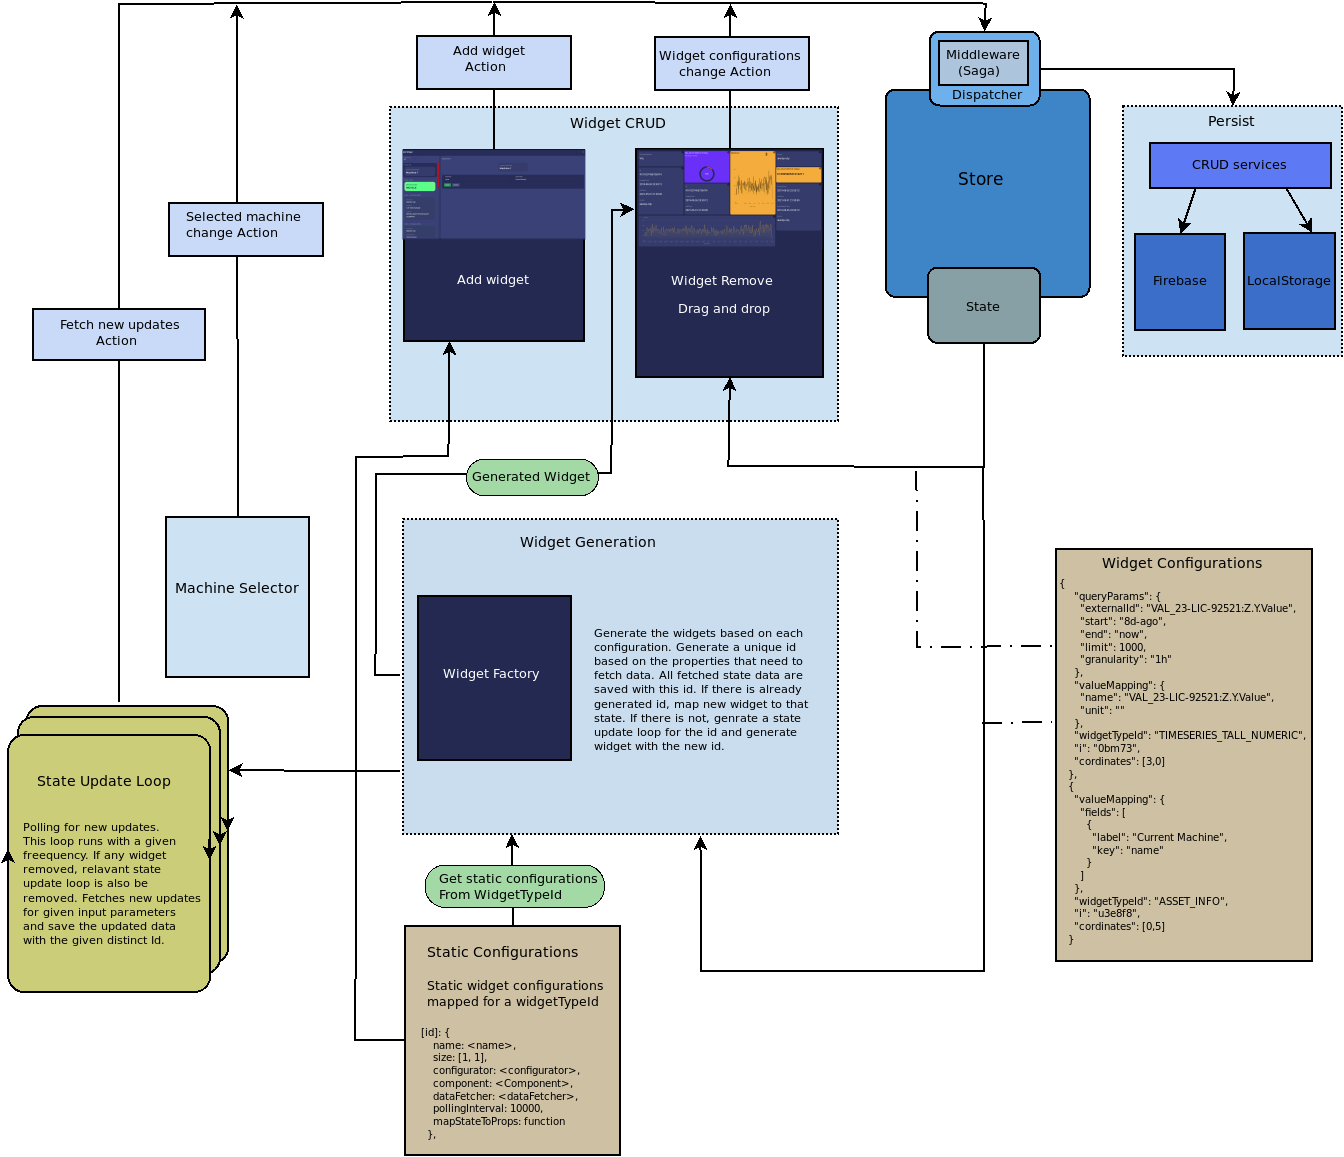 Add widget
Action
Widget configurations
change Action
Middleware
(Saga)
Dispatcher
Store
State
Persist
CRUD services
Firebase
LocalStorage
Widget CRUD
Add widget
Widget Remove
Drag and drop
Selected machine
change Action
Fetch new updates
Action
Generated Widget
Machine Selector
Widget Generation
Widget Factory
Generate the widgets based on each
configuration. Generate a unique id
based on the properties that need to
fetch data. All fetched state data are
saved with this id. If there is already
generated id, map new widget to that
state. If there is not, genrate a state
update loop for the id and generate
widget with the new id.
Widget Configurations
{
"queryParams": {
"externalId": "VAL_23-LIC-92521:Z.Y.Value",
"start": "8d-ago",
"end": "now",
"limit": 1000,
"granularity": "1h"
},
"valueMapping": {
"name": "VAL_23-LIC-92521:Z.Y.Value",
"unit": ""
},
"widgetTypeId": "TIMESERIES_TALL_NUMERIC",
"i": "0bm73",
"cordinates": [3,0]
},
{
"valueMapping": {
"fields": [
{
"label": "Current Machine",
"key": "name"
}
]
},
"widgetTypeId": "ASSET_INFO",
"i": "u3e8f8",
"cordinates": [0,5]
}
State Update Loop
Polling for new updates.
This loop runs with a given
freequency. If any widget
removed, relavant state
update loop is also be
removed. Fetches new updates
for given input parameters
and save the updated data
with the given distinct Id.
Get static configurations
From WidgetTypeId
Static Configurations
Static widget configurations
mapped for a widgetTypeId
[id]: {
name: <name>,
size: [1, 1],
configurator: <configurator>,
component: <Component>,
dataFetcher: <dataFetcher>,
pollingInterval: 10000,
mapStateToProps: function
},